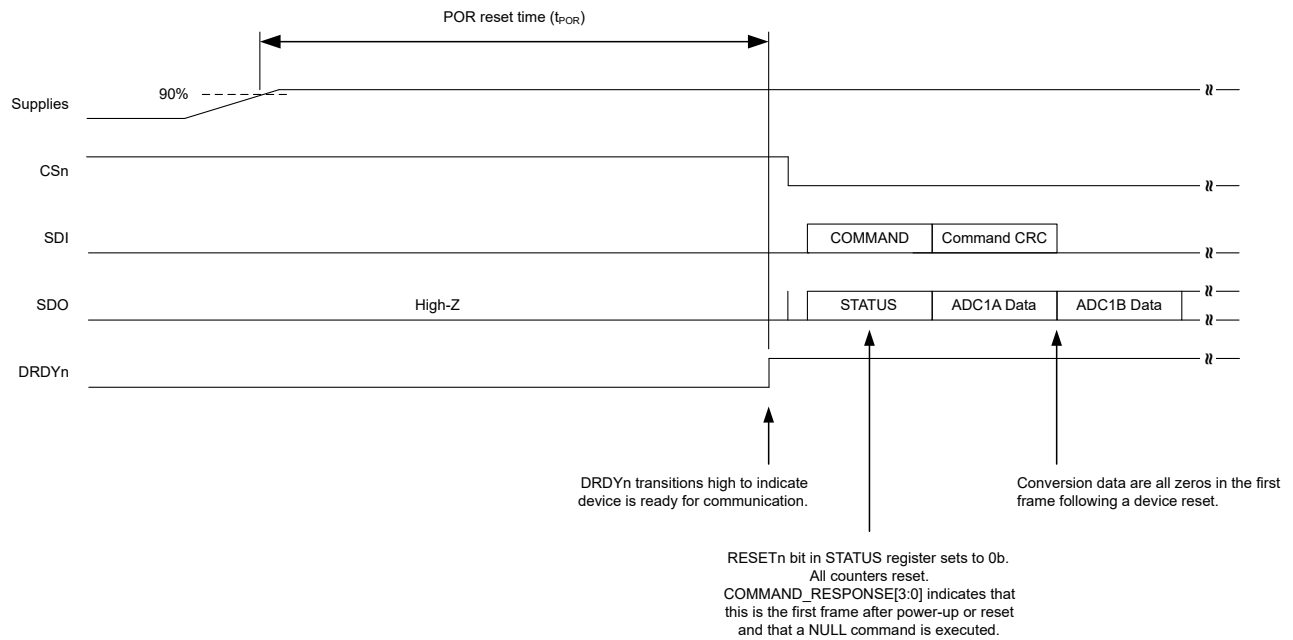 POR reset time (tPOR)
90%
Supplies
CSn
SDI
COMMAND
Command CRC
SDO
High-Z
STATUS
ADC1A Data
ADC1B Data
DRDYn
DRDYn transitions high to indicate
device is ready for communication.
Conversion data are all zeros in the first
frame following a device reset.
RESETn bit in STATUS register sets to 0b.
All counters reset.
COMMAND_RESPONSE[3:0] indicates that
this is the first frame after power-up or reset
and that a NULL command is executed.